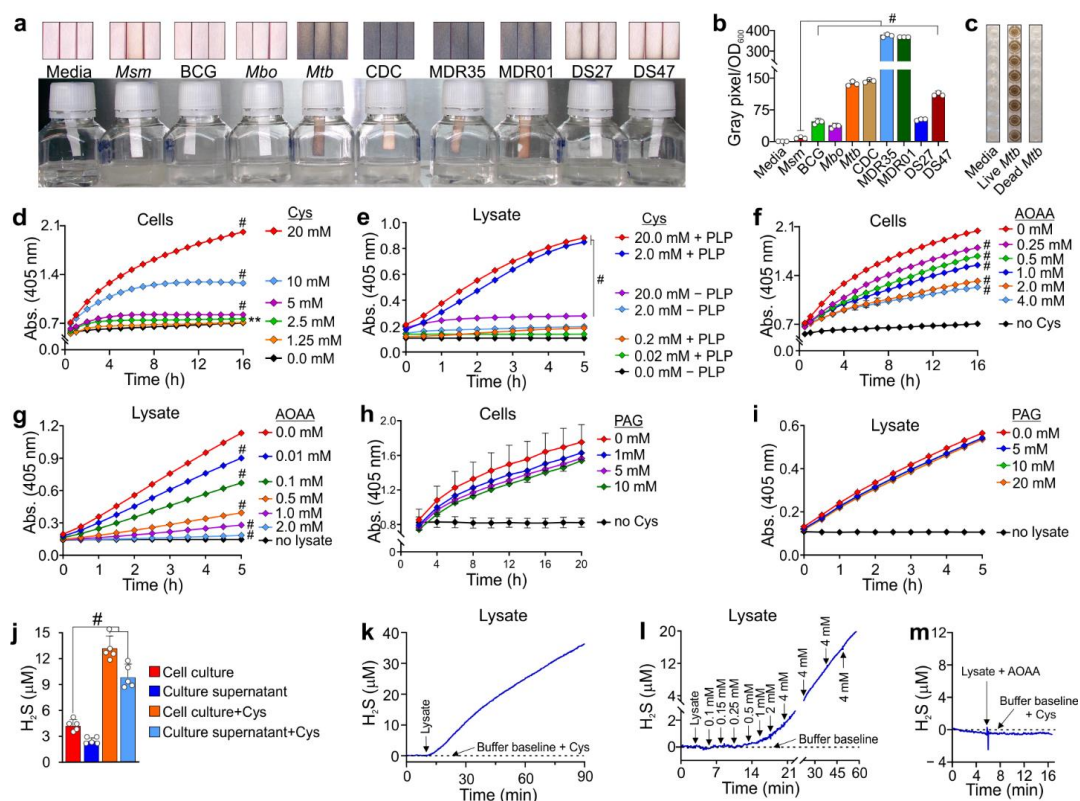 a
Media Msm BCG Mbo Mtb CDC MDR35 MDR01 DS27 DS47
b
#
Gray pixel/OD600
400
300
200
150
75
0
Media
Msm
BCG
Mbo
Mtb
CDC
MDR35
MDR01
DS27
DS47
c
Media
Live Mtb
Dead Mtb
d
Cells
Cys
Abs. (405 nm)
2.1
1.4
0.7
0.0
0 4 8 12 16
Time (h)
#
#
#
**
20 mM
10 mM
5 mM
2.5 mM
1.25 mM
0.0 mM
e
Lysate
Cys
Abs. (405 nm)
1.0
0.8
0.6
0.4
0.2
0.0
0 1 2 3 4 5
Time (h)
#
20.0 mM + PLP
2.0 mM + PLP
20.0 mM − PLP
2.0 mM − PLP
0.2 mM + PLP
0.02 mM + PLP
0.0 mM − PLP
f
Cells
AOAA
Abs. (405 nm)
2.1
1.4
0.7
0.0
0 4 8 12 16
Time (h)
#
#
#
#
#
0 mM
0.25 mM
0.5 mM
1.0 mM
2.0 mM
4.0 mM
no Cys
g
Lysate
AOAA
Abs. (405 nm)
1.2
0.9
0.6
0.3
0.0
0 1 2 3 4 5
Time (h)
#
#
#
#
#
0.0 mM
0.01 mM
0.1 mM
0.5 mM
1.0 mM
2.0 mM
no lysate
h
Cells
PAG
Abs. (405 nm)
2.0
1.6
1.2
0.8
0.0
0 4 8 12 16 20
Time (h)
0 mM
1mM
5 mM
10 mM
no Cys
i
Lysate
PAG
Abs. (405 nm)
0.6
0.4
0.2
0.0
0 1 2 3 4 5
Time (h)
0.0 mM
5 mM
10 mM
20 mM
no lysate
j
#
H2S (μM)
15
12
9
6
3
0
Cell culture
Culture supernatant
Cell culture+Cys
Culture supernatant+Cys
k
Lysate
H2S (μM)
40
30
20
10
0
Lysate
Buffer baseline + Cys
0 15 30 45 60 75 90
Time (min)
l
Lysate
H2S (μM)
20
12
4
4
2
0
−2
Lysate
0.1 mM
0.15 mM
0.25 mM
0.5 mM
1 mM
2 mM
4 mM
4 mM
4 mM
4 mM
Buffer baseline
0 7 14 21 30 45 60
Time (min)
m
H2S (μM)
12
8
4
0
− 4
Lysate + AOAA
Buffer baseline
+ Cys
0 5 10 15
Time (min)